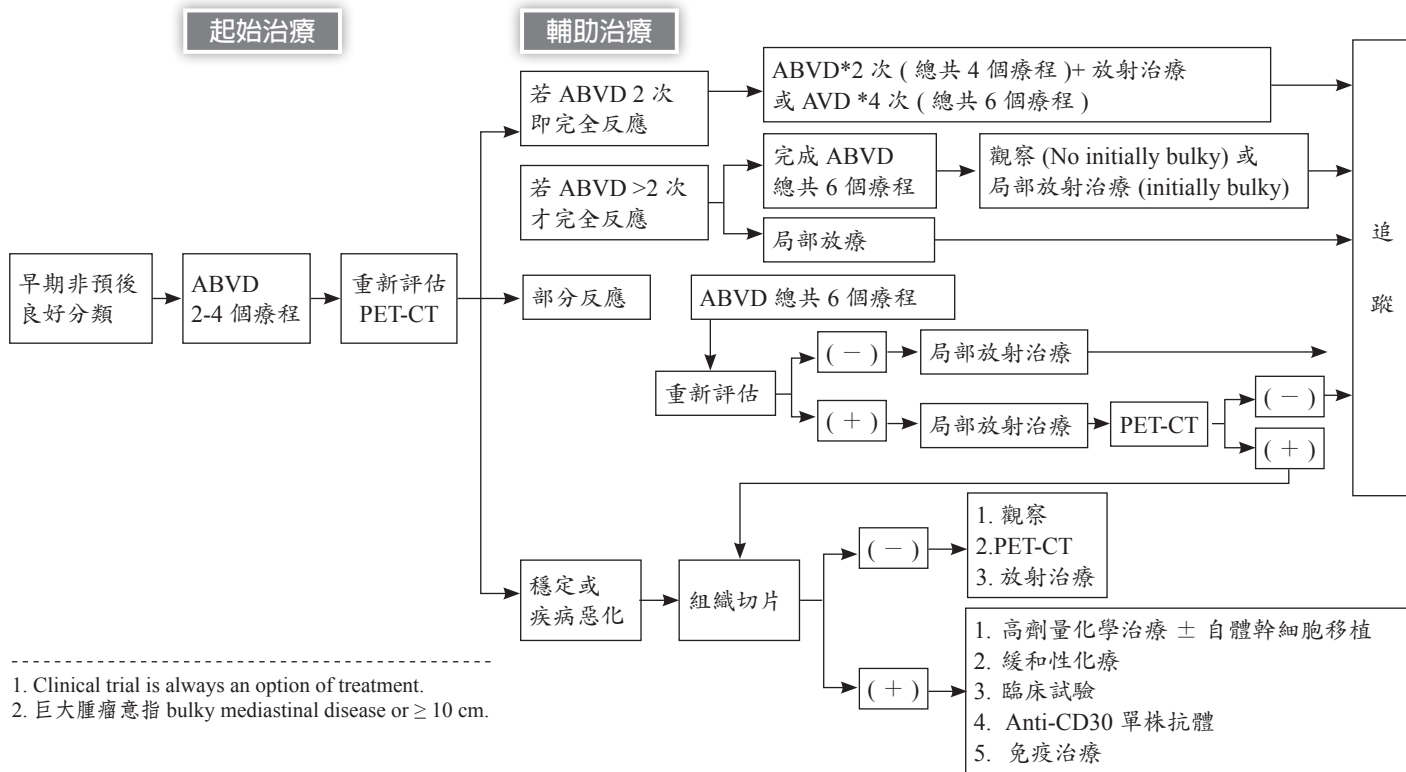 起始治療
輔助治療
若 ABVD 2 次
即完全反應
ABVD*2 次 ( 總共 4 個療程 )+ 放射治療
或 AVD *4 次 ( 總共 6 個療程 )
若 ABVD >2 次
才完全反應
完成 ABVD
總共 6 個療程
觀察 (No initially bulky) 或
局部放射治療 (initially bulky)
局部放療
追
蹤
早期非預後
良好分類
ABVD
2-4 個療程
重新評估
PET-CT
部分反應
ABVD 總共 6 個療程
重新評估
( － )
局部放射治療
( ＋ )
局部放射治療
PET-CT
( － )
( ＋ )
穩定或
疾病惡化
組織切片
( － )
1. 觀察
2.PET-CT
3. 放射治療
( ＋ )
1. 高劑量化學治療 ± 自體幹細胞移植
2. 緩和性化療
3. 臨床試驗
4. Anti-CD30 單株抗體
5. 免疫治療
1. Clinical trial is always an option of treatment.
2. 巨大腫瘤意指 bulky mediastinal disease or ≥ 10 cm.